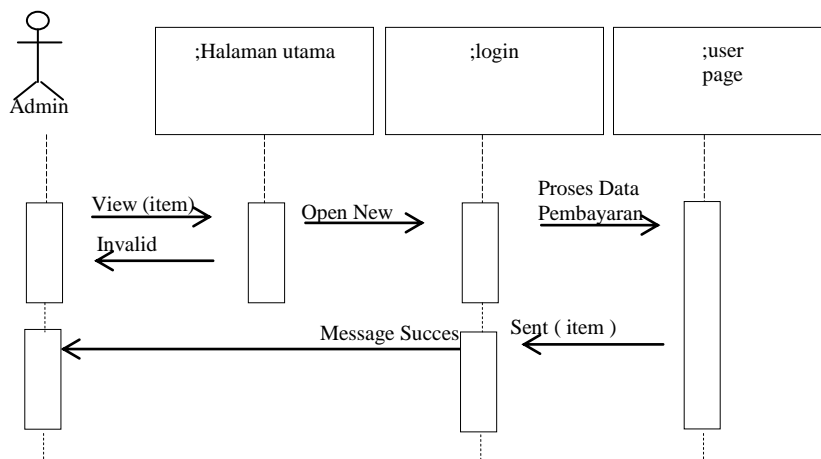 ;Halaman utama
;login
;user
page
Admin
View (item)
Invalid
Open New
Proses Data
Pembayaran
Message Succes
Sent ( item )